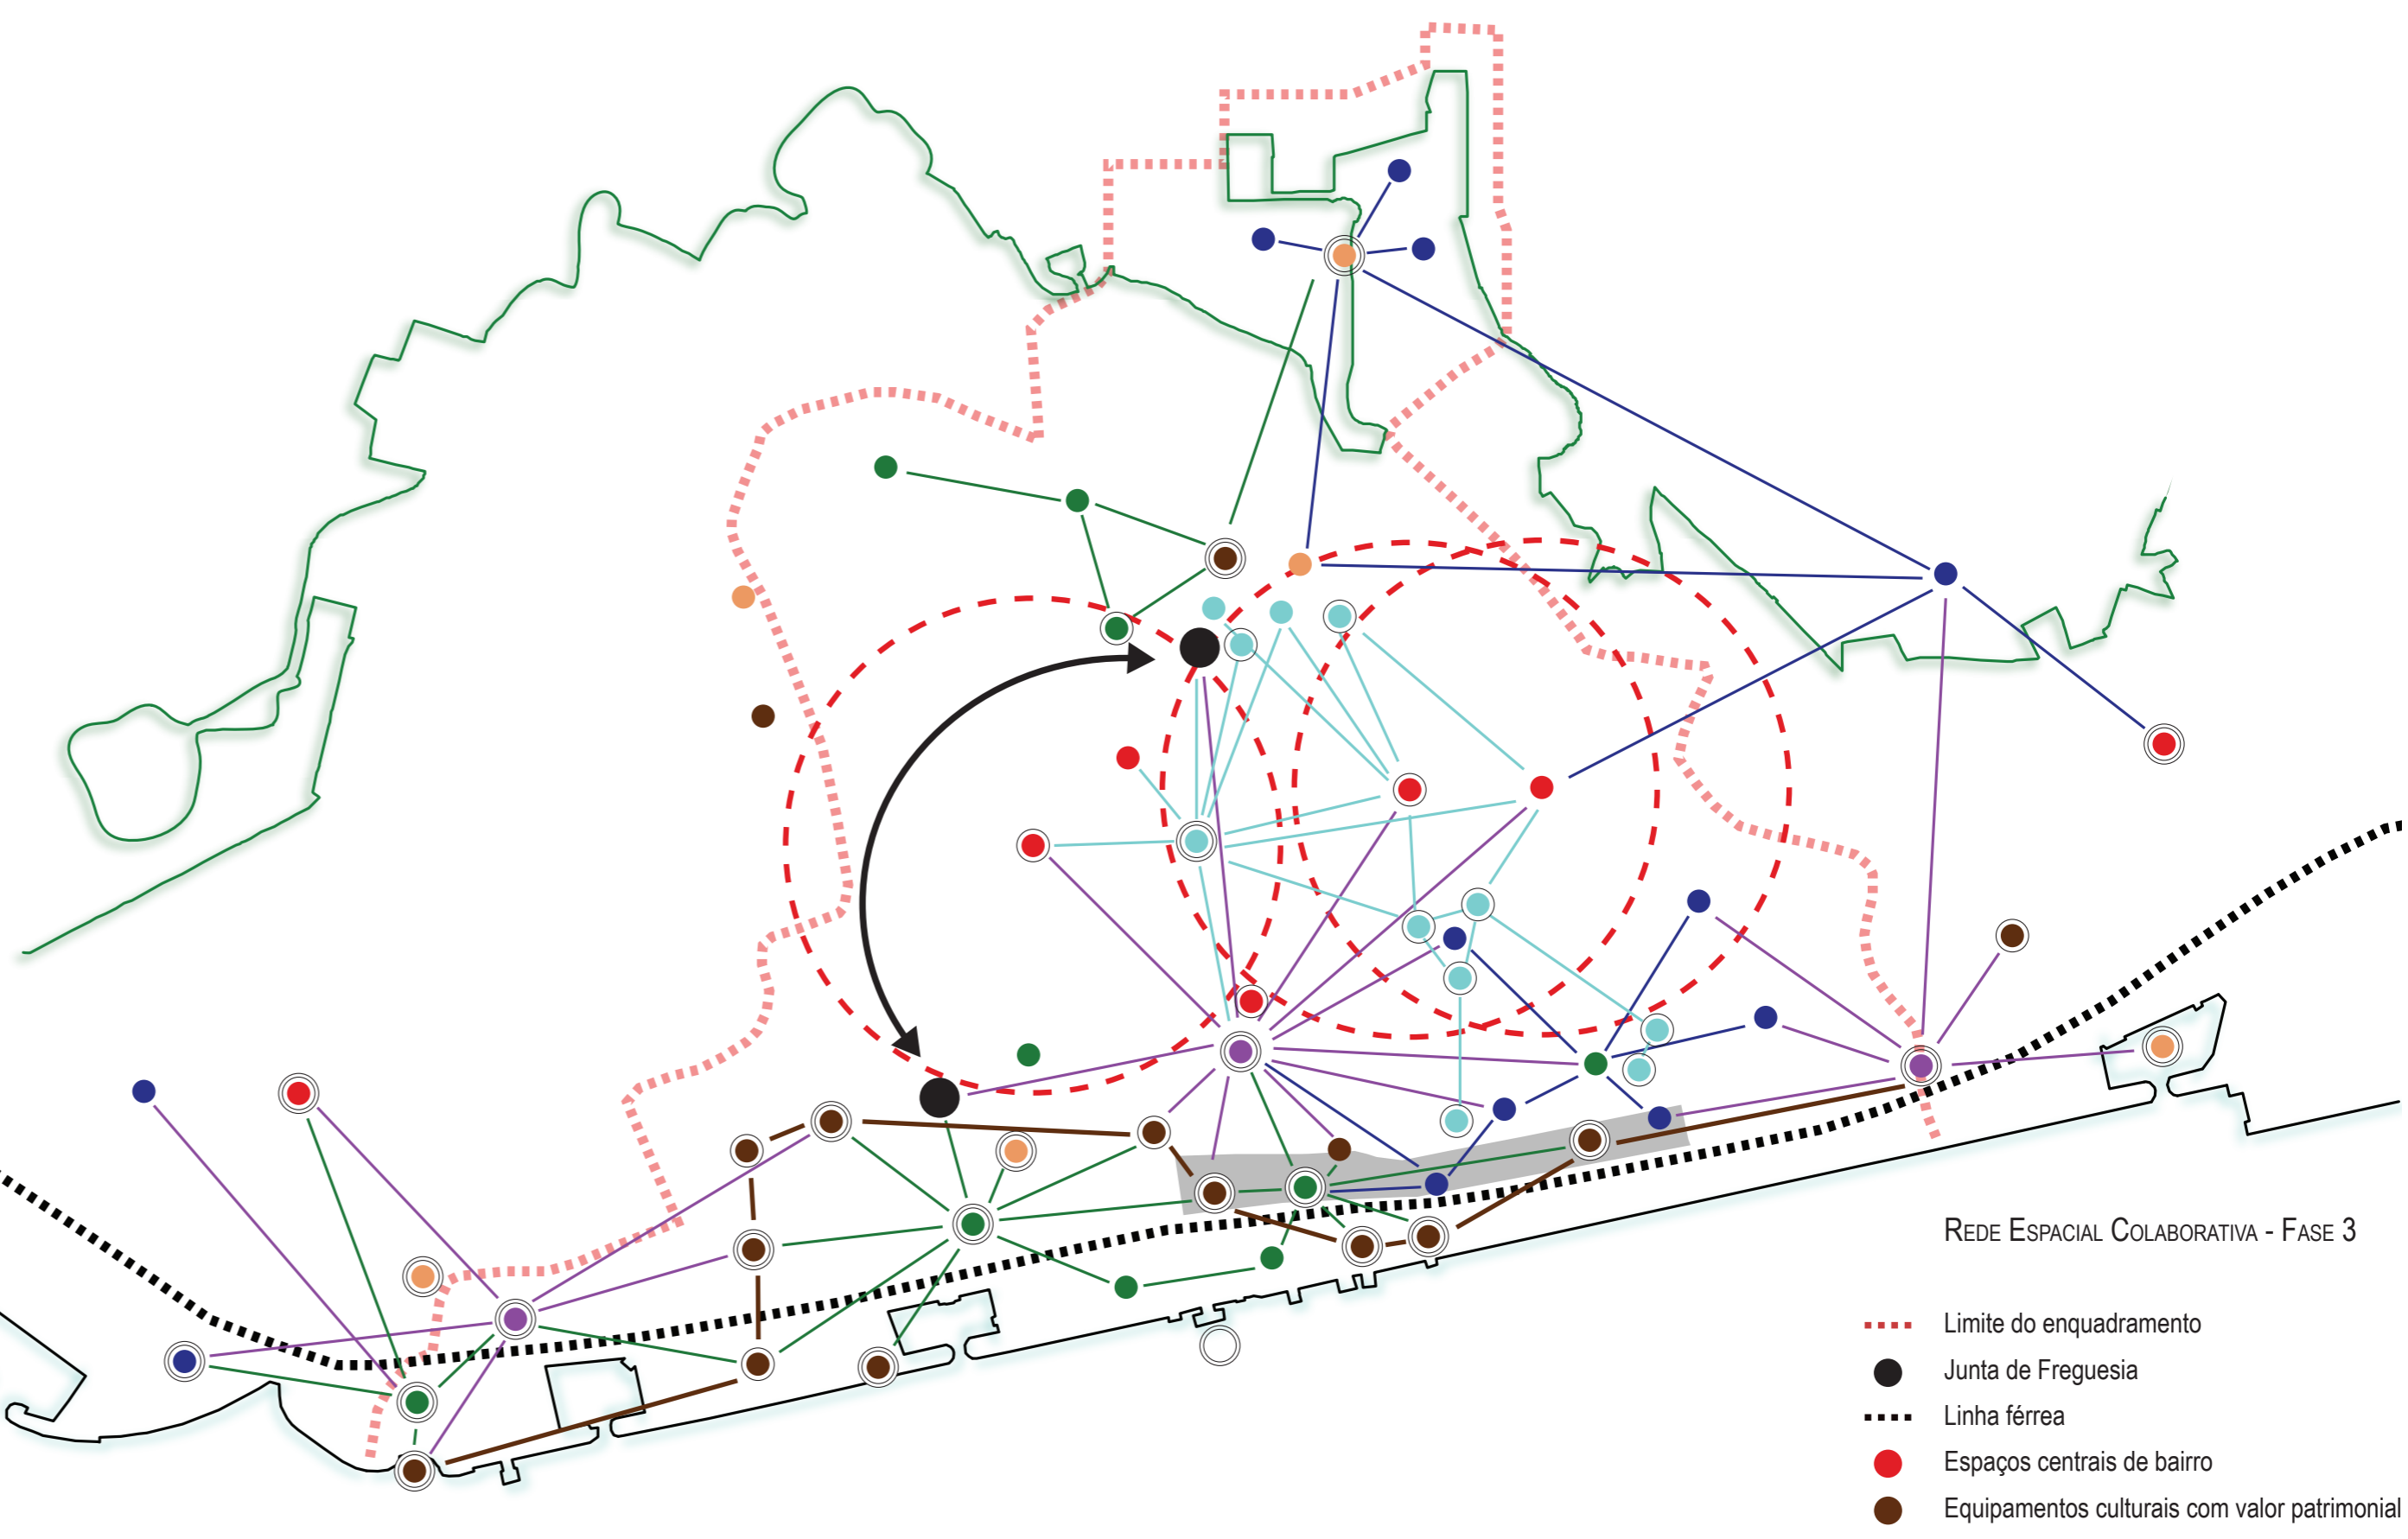 REDE ESPACIAL COLABORATIVA - FASE 3
Limite do enquadramento
Junta de Freguesia
Linha férrea
Espaços centrais de bairro
Equipamentos culturais com valor patrimonial